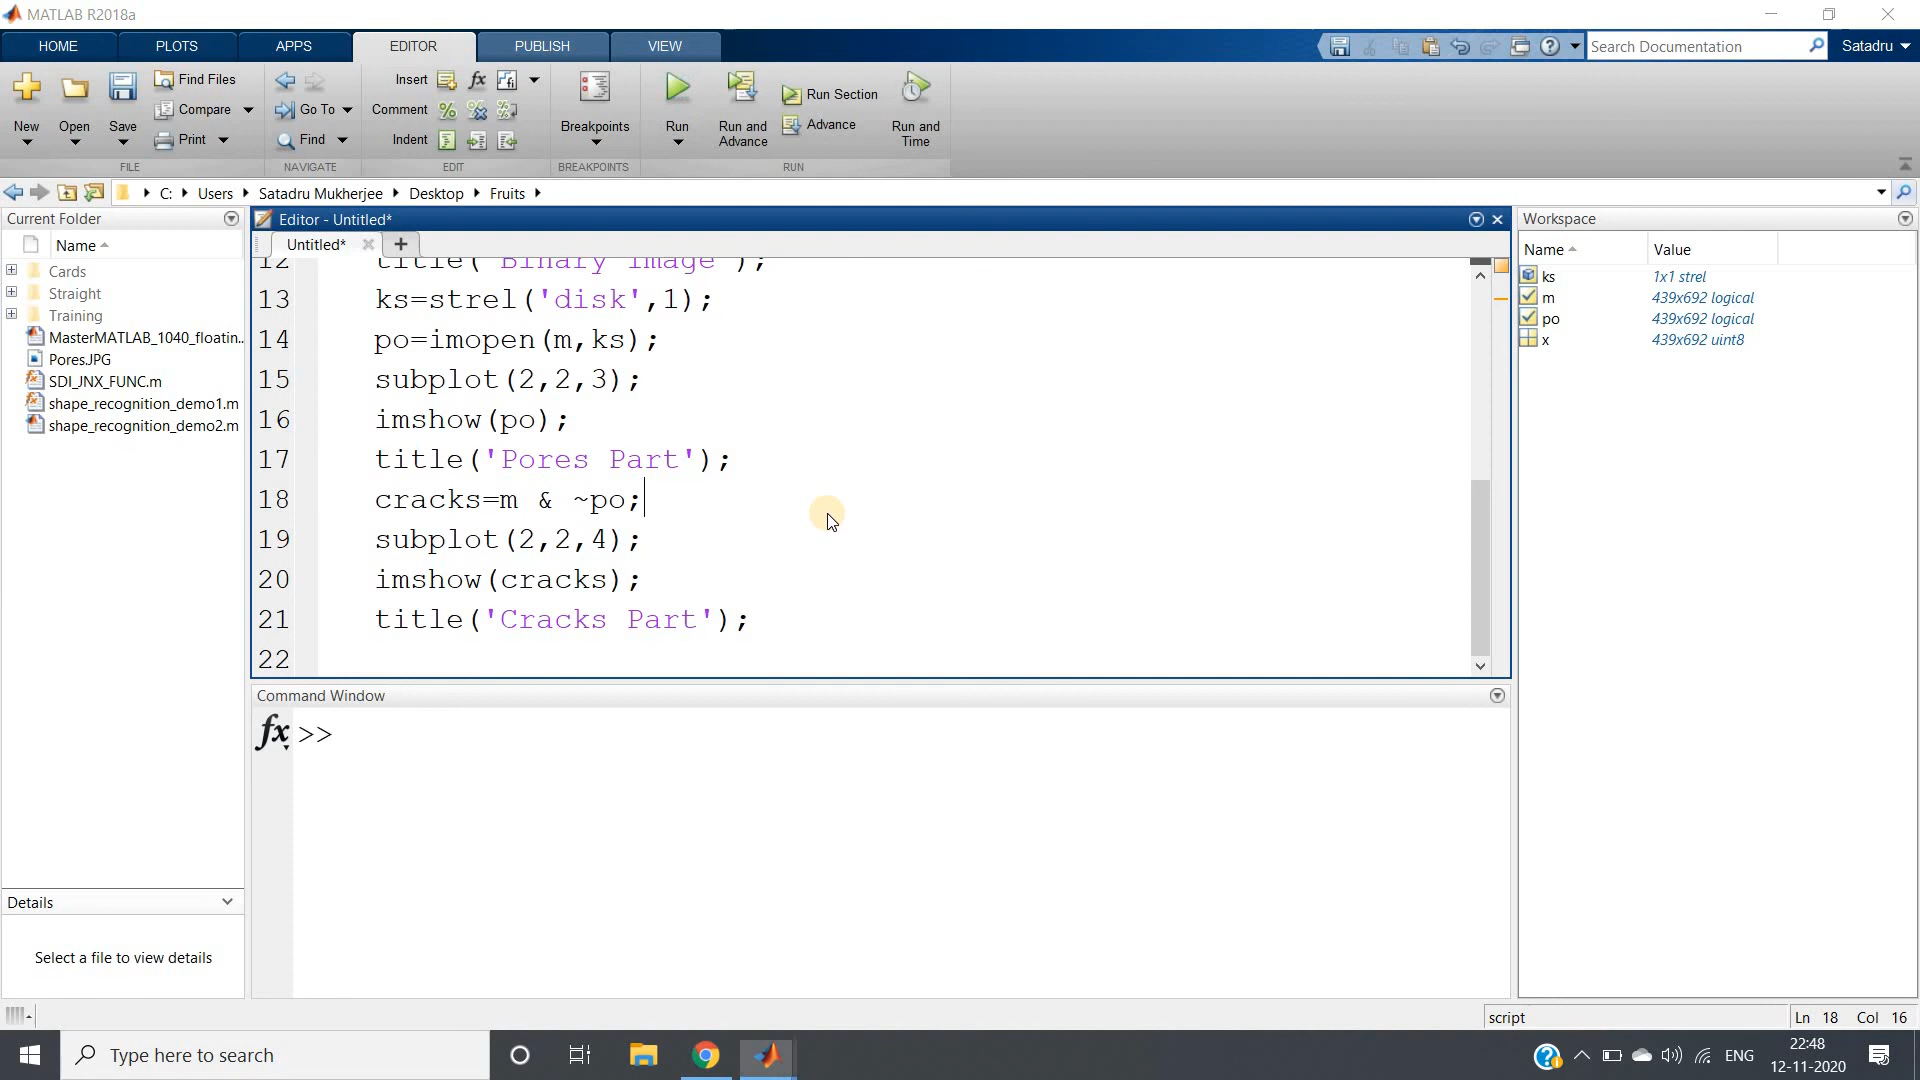 MATLAB R2018a
HOME PLOTS APPS EDITOR PUBLISH VIEW Search Documentation Satadru
New Open Save Find Files Compare Print Go To Find Insert Comment Indent Breakpoints Run Run and Advance Run Section Advance Run and Time
FILE NAVIGATE EDIT BREAKPOINTS RUN
C: Users Satadru Mukherjee Desktop Fruits
Current Folder
Name
Cards
Straight
Training
MasterMATLAB_1040_floatin...
Pores.JPG
SDI_JNX_FUNC.m
shape_recognition_demo1.m
shape_recognition_demo2.m
Details
Select a file to view details
Editor - Untitled*
Untitled*
12 title('Binary Image');
13 ks=strel('disk',1);
14 po=imopen(m,ks);
15 subplot(2,2,3);
16 imshow(po);
17 title('Pores Part');
18 cracks=m & ~po;
19 subplot(2,2,4);
20 imshow(cracks);
21 title('Cracks Part');
22
Command Window
fx >>
Workspace
Name Value
ks 1x1 strel
m 439x692 logical
po 439x692 logical
x 439x692 uint8
script Ln 18 Col 16
Type here to search
ENG
22:48
12-11-2020